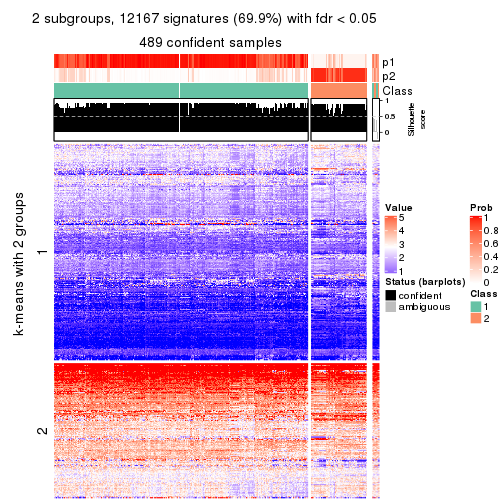 2 subgroups, 12167 signatures (69.9%) with fdr < 0.05
489 confident samples
p1
p2
Class
1
0.5
0
Silhouette
score
k-means with 2 groups
1
2
Value
5
4
3
2
1
Status (barplots)
confident
ambiguous
Prob
1
0.8
0.6
0.4
0.2
0
Class
1
2